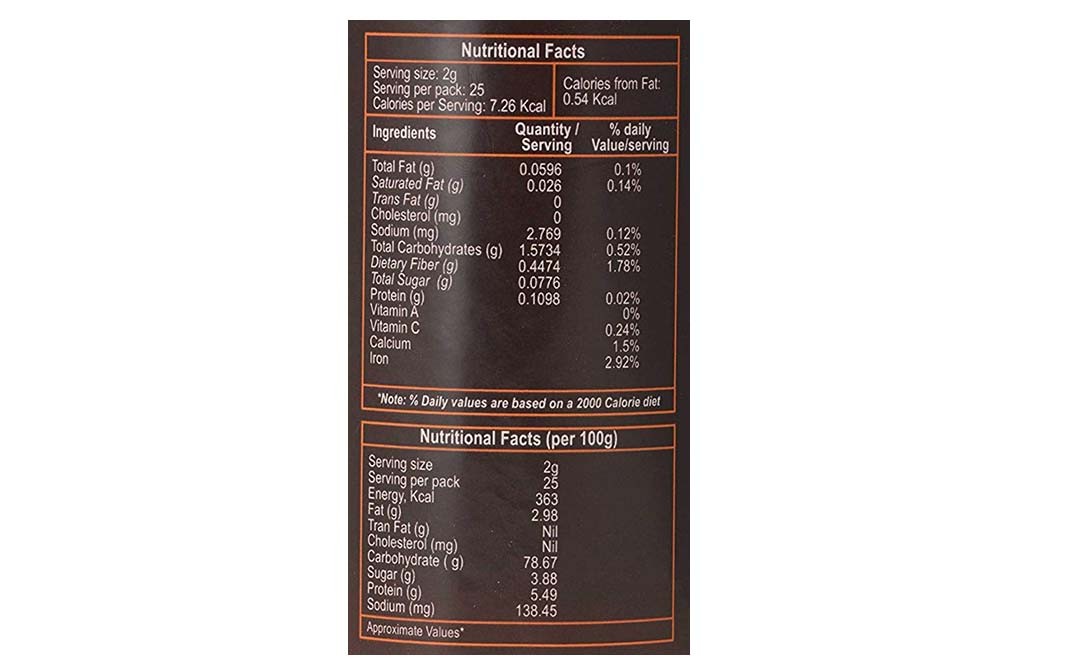 Nutritional Facts
Serving size: 2g
Serving per pack: 25
Calories per Serving: 7.26 Kcal
Calories from Fat:
0.54 Kcal
Ingredients Quantity / Serving % daily Value/serving
Total Fat (g) 0.0596 0.1%
Saturated Fat (g) 0.026 0.14%
Trans Fat (g) 0
Cholesterol (mg) 0
Sodium (mg) 2.769 0.12%
Total Carbohydrates (g) 1.5734 0.52%
Dietary Fiber (g) 0.4474 1.78%
Total Sugar (g) 0.0776
Protein (g) 0.1098 0.02%
Vitamin A 0%
Vitamin C 0.24%
Calcium 1.5%
Iron 2.92%
*Note: % Daily values are based on a 2000 Calorie diet
Nutritional Facts (per 100g)
Serving size 2g
Serving per pack 25
Energy, Kcal 363
Fat (g) 2.98
Tran Fat (g) Nil
Cholesterol (mg) Nil
Carbohydrate ( g) 78.67
Sugar (g) 3.88
Protein (g) 5.49
Sodium (mg) 138.45
Approximate Values*